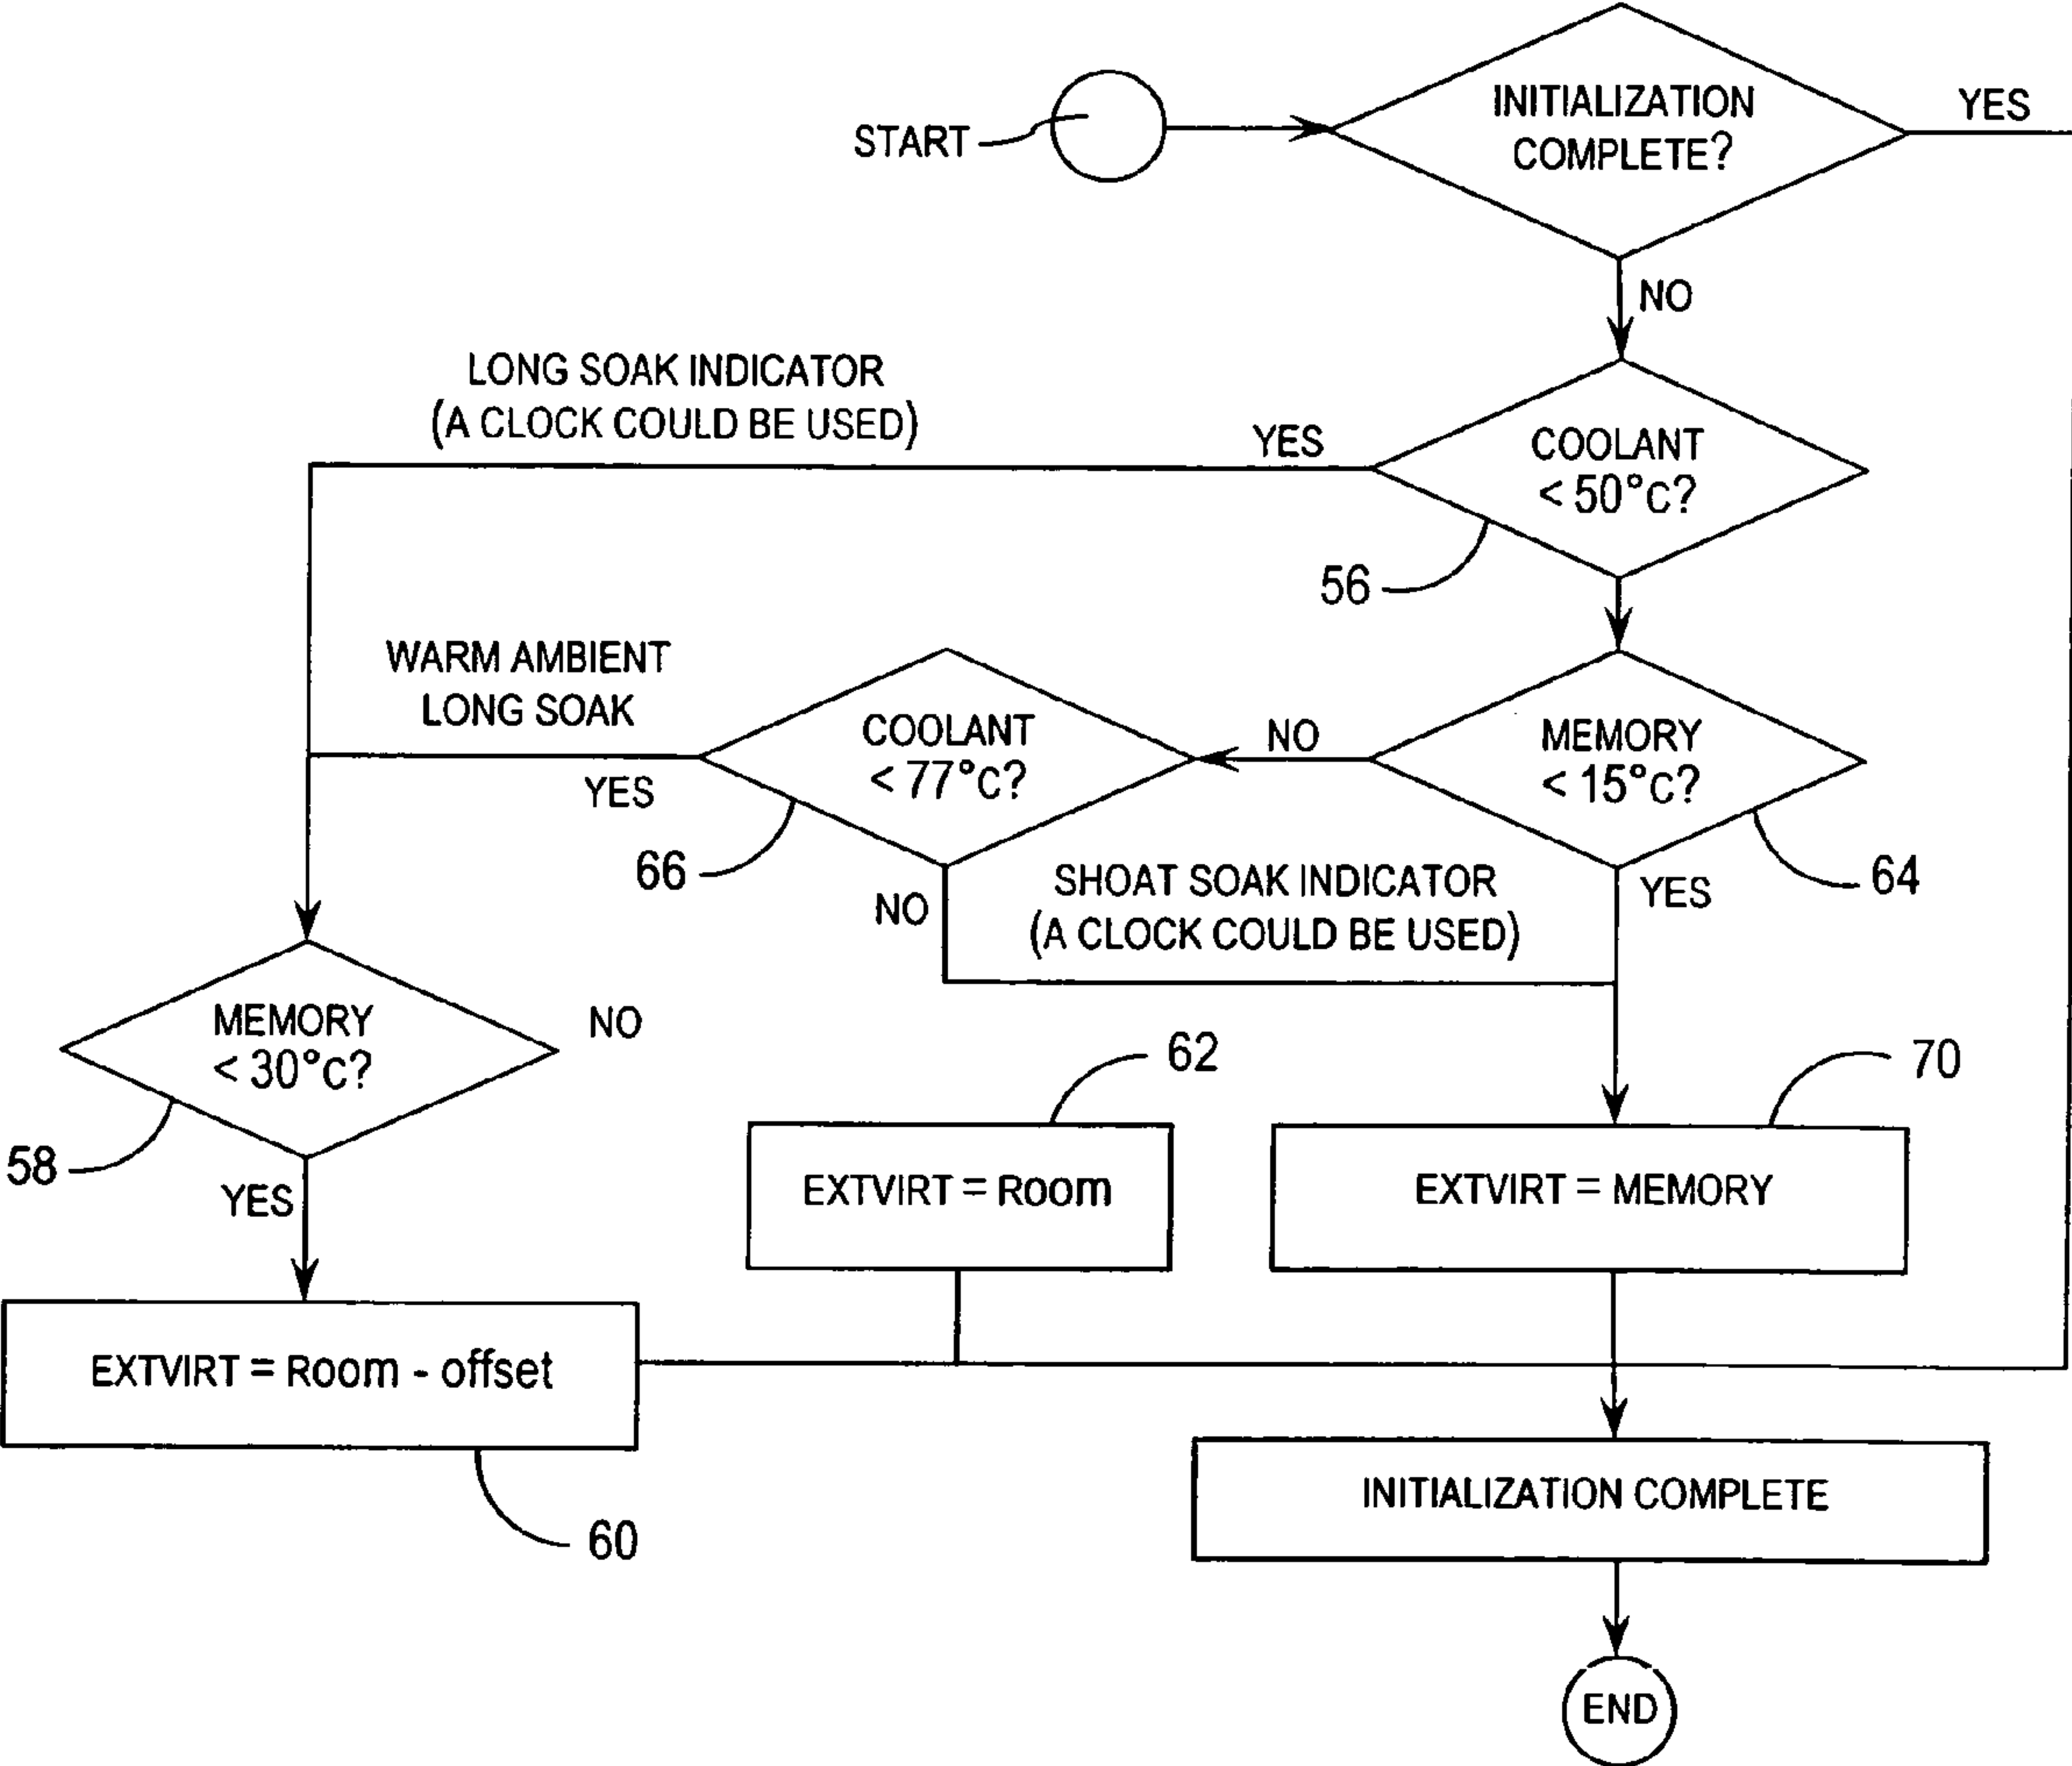 START
INITIALIZATION
COMPLETE?
YES
NO
LONG SOAK INDICATOR
(A CLOCK COULD BE USED)
YES
COOLANT
< 50°C?
56
WARM AMBIENT
LONG SOAK
YES
COOLANT
< 77°C?
66
NO
NO
MEMORY
< 15°C?
64
YES
SHOAT SOAK INDICATOR
(A CLOCK COULD BE USED)
MEMORY
< 30°C?
NO
58
YES
62
EXTVIRT = Room
70
EXTVIRT = MEMORY
EXTVIRT = Room - offset
60
INITIALIZATION COMPLETE
END